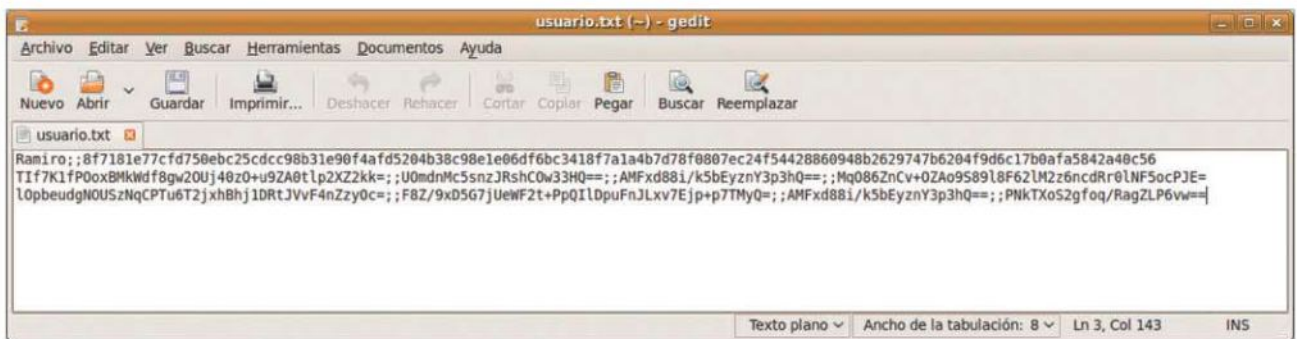 usuario.txt (~) - gedit
Archivo Editar Ver Buscar Herramientas Documentos Ayuda
Nuevo Abrir Guardar Imprimir... Deshacer Rehacer Cortar Copiar Pegar Buscar Reemplazar
usuario.txt
Ramiro;;8f7181e77cfd750ebc25cdcc98b31e90f4afd5204b38c98e1e06df6bc3418f7a1a4b7d78f0807ec24f54428860948b2629747b6204f9d6c17b0afa5842a40c56
TIf7K1fPOoxBMkWdf8gw2OUj40zO+u9ZA0tlp2XZ2kk=;;UOmdnMc5snzJRshCOw33HQ==;;AMFxd88i/k5bEyznY3p3hQ==;;MqO86ZnCv+OZAo9S89l8F62lM2z6ncdRr0lNF5ocPJE=
lOpbeudgNOUSzNqCPTu6T2jxhBhj1DRtJVvF4nZzyOc=;;F8Z/9xD5G7jUeWF2t+PpQIlDpuFnJLxv7Ejp+p7TMyQ=;;AMFxd88i/k5bEyznY3p3hQ==;;PNkTXoS2gfoq/RagZLP6vw==
Texto plano Ancho de la tabulación: 8 Ln 3, Col 143 INS